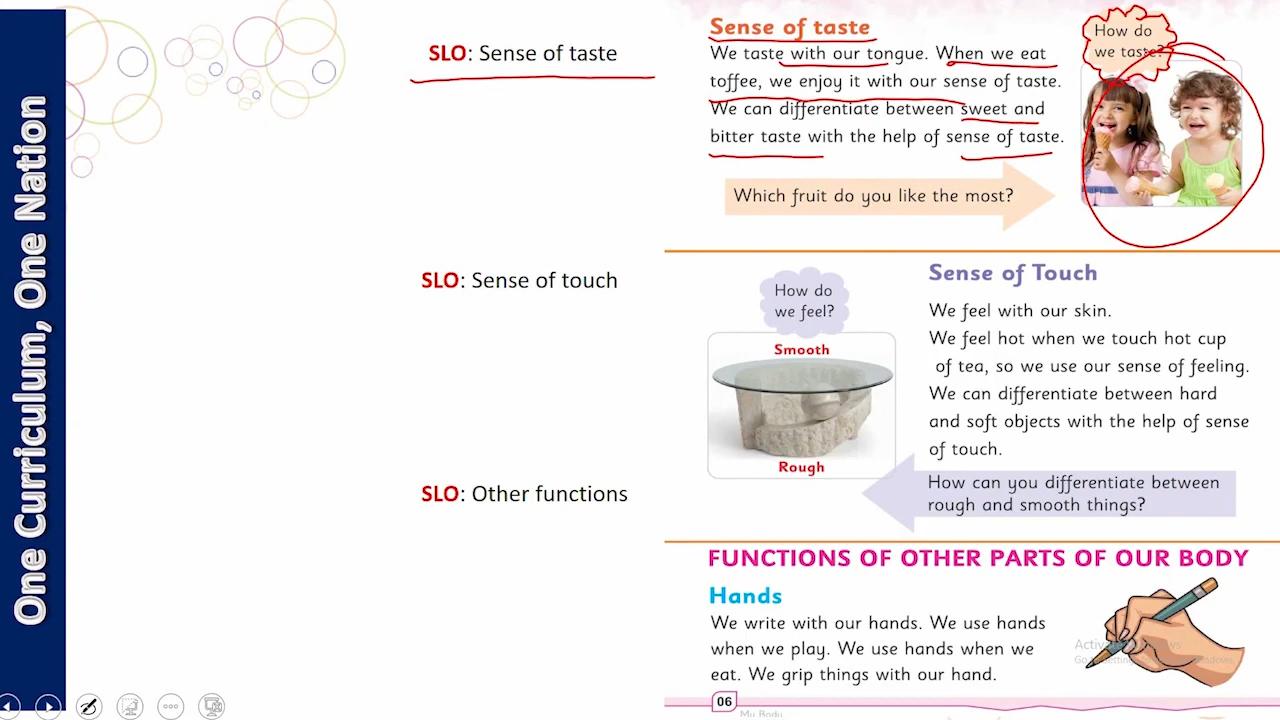 One Curriculum, One Nation
SLO: Sense of taste
SLO: Sense of touch
SLO: Other functions
Sense of taste
We taste with our tongue. When we eat
toffee, we enjoy it with our sense of taste.
We can differentiate between sweet and
bitter taste with the help of sense of taste.
How do
we taste?
Which fruit do you like the most?
How do
we feel?
Smooth
Rough
Sense of Touch
We feel with our skin.
We feel hot when we touch hot cup
of tea, so we use our sense of feeling.
We can differentiate between hard
and soft objects with the help of sense
of touch.
How can you differentiate between
rough and smooth things?
FUNCTIONS OF OTHER PARTS OF OUR BODY
Hands
We write with our hands. We use hands
when we play. We use hands when we
eat. We grip things with our hand.
06
My Body